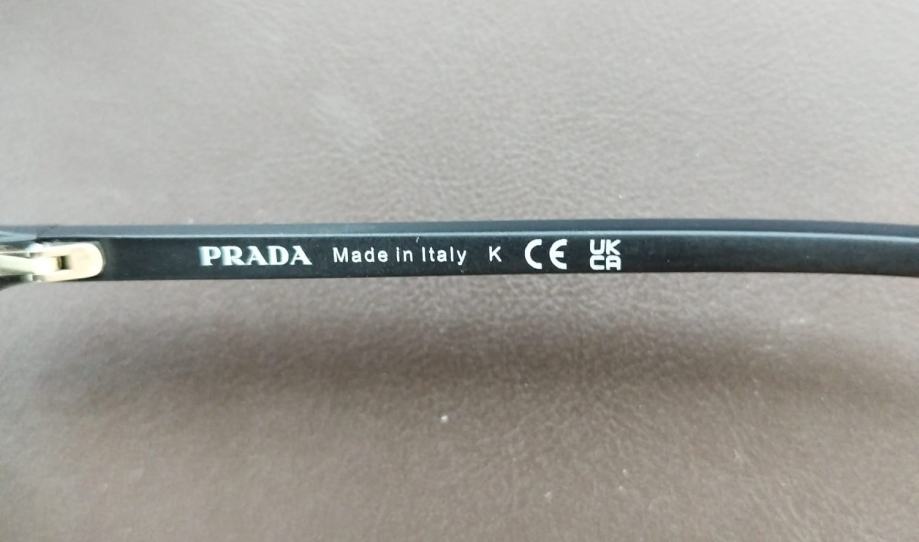 PRADA Made in Italy K CE UK
CA